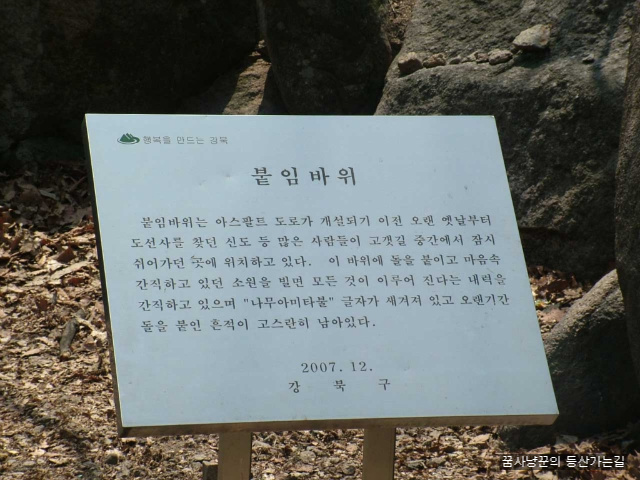 행복을 만드는 강북
붙임바위
붙임바위는 아스팔트 도로가 개설되기 이전 오랜 옛날부터
도선사를 찾던 신도 등 많은 사람들이 고갯길 중간에서 잠시
쉬어가던 곳에 위치하고 있다. 이 바위에 돌을 붙이고 마음속
간직하고 있던 소원을 빌면 모든 것이 이루어 진다는 내력을
간직하고 있으며 "나무아미타불" 글자가 세겨져 있고 오랜기간
돌을 붙인 흔적이 고스란히 남아있다.
2007. 12.
강 북 구
꿈사냥꾼의 등산가는길